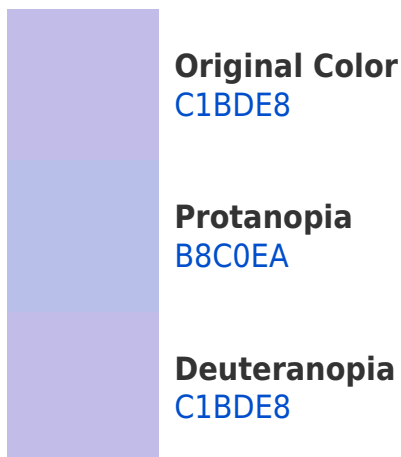 Original Color
C1BDE8
Protanopia
B8C0EA
Deuteranopia
C1BDE8